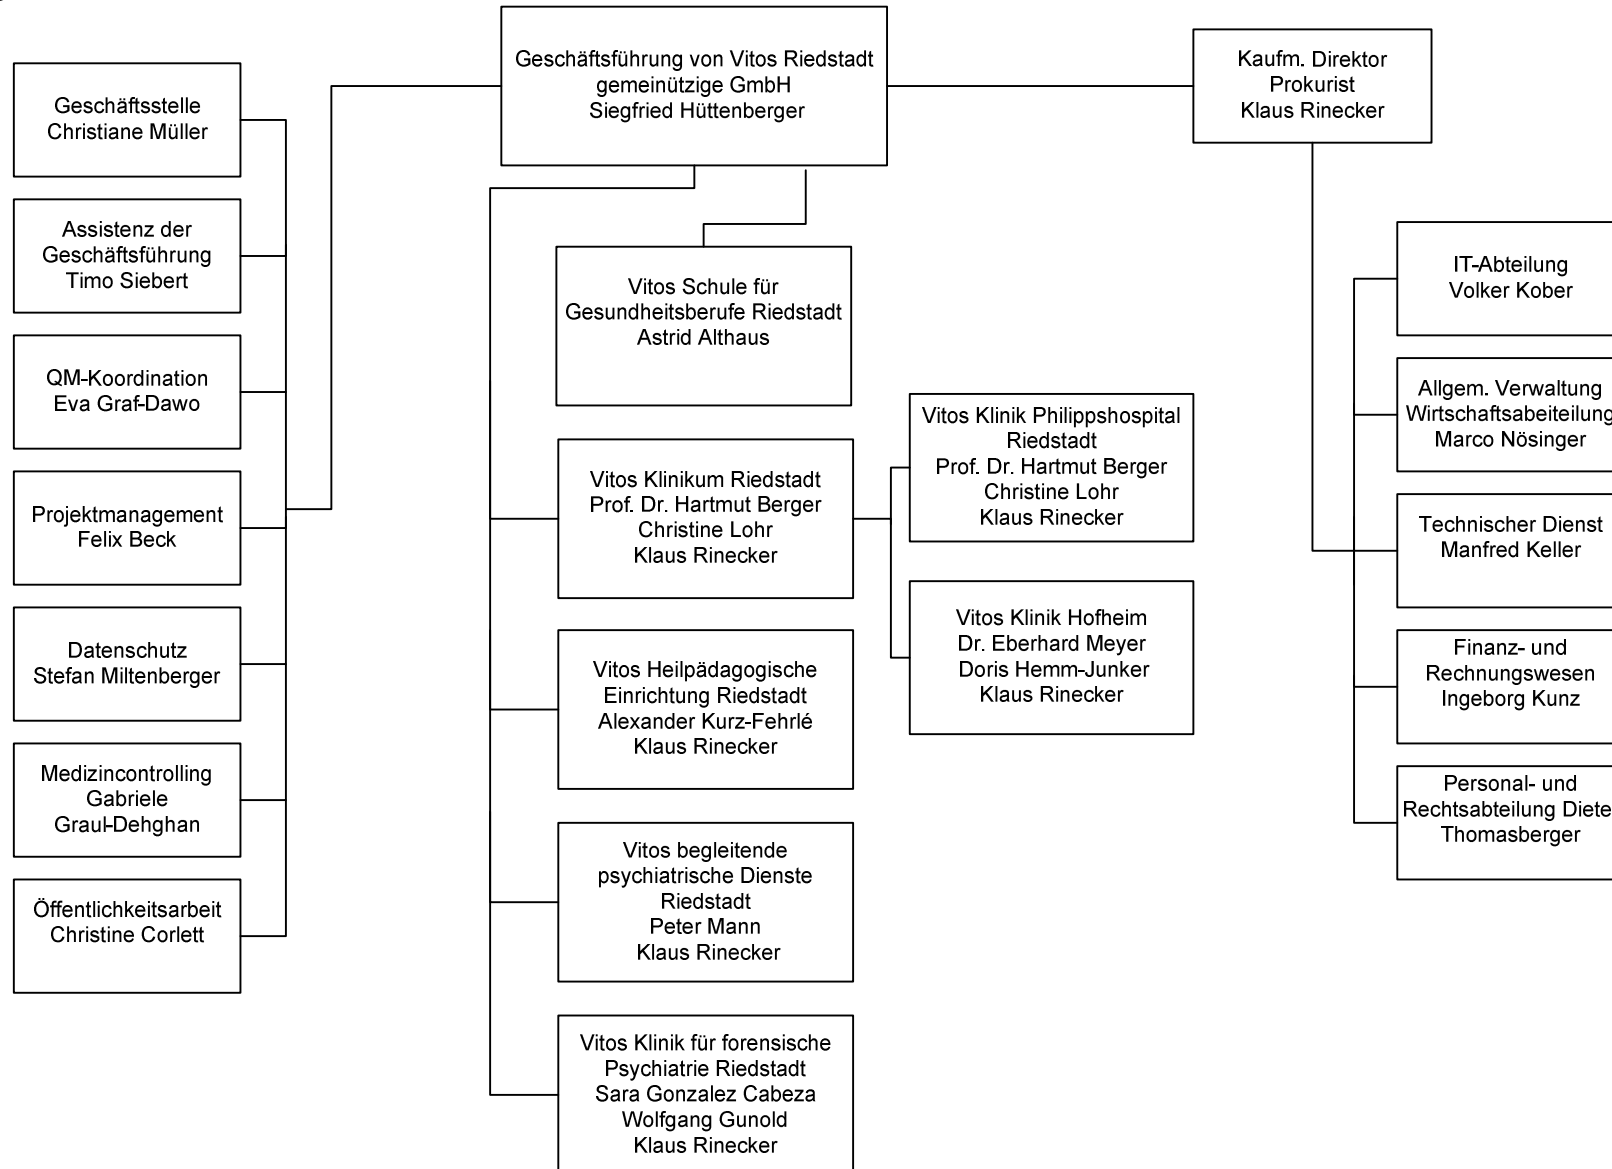 Geschäftsführung von Vitos Riedstadt
gemeinützige GmbH
Siegfried Hüttenberger
Kaufm. Direktor
Prokurist
Klaus Rinecker
Geschäftsstelle
Christiane Müller
Assistenz der
Geschäftsführung
Timo Siebert
QM-Koordination
Eva Graf-Dawo
Projektmanagement
Felix Beck
Datenschutz
Stefan Miltenberger
Medizincontrolling
Gabriele
Graul-Dehghan
Öffentlichkeitsarbeit
Christine Corlett
Vitos Schule für
Gesundheitsberufe Riedstadt
Astrid Althaus
Vitos Klinikum Riedstadt
Prof. Dr. Hartmut Berger
Christine Lohr
Klaus Rinecker
Vitos Heilpädagogische
Einrichtung Riedstadt
Alexander Kurz-Fehrlé
Klaus Rinecker
Vitos begleitende
psychiatrische Dienste
Riedstadt
Peter Mann
Klaus Rinecker
Vitos Klinik für forensische
Psychiatrie Riedstadt
Sara Gonzalez Cabeza
Wolfgang Gunold
Klaus Rinecker
Vitos Klinik Philippshospital
Riedstadt
Prof. Dr. Hartmut Berger
Christine Lohr
Klaus Rinecker
Vitos Klinik Hofheim
Dr. Eberhard Meyer
Doris Hemm-Junker
Klaus Rinecker
IT-Abteilung
Volker Kober
Allgem. Verwaltung
Wirtschaftsabeiteilung
Marco Nösinger
Technischer Dienst
Manfred Keller
Finanz- und
Rechnungswesen
Ingeborg Kunz
Personal- und
Rechtsabteilung Diete
Thomasberger